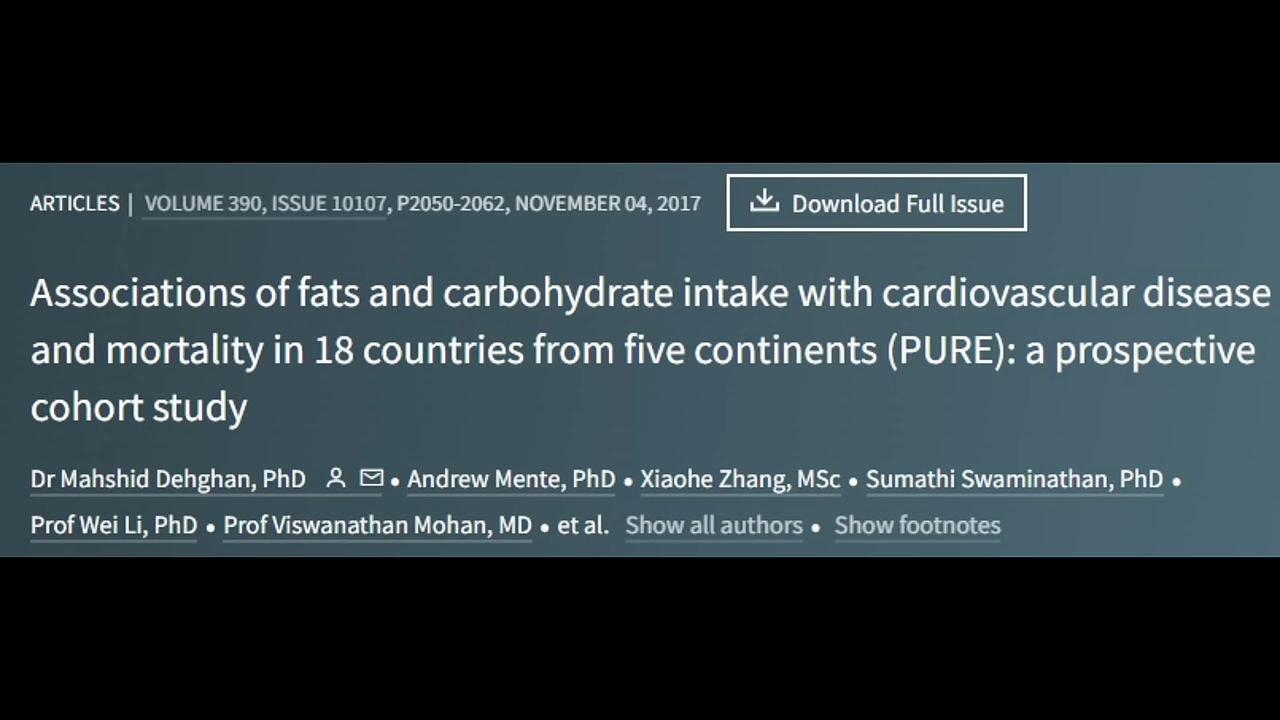 ARTICLES | VOLUME 390, ISSUE 10107, P2050-2062, NOVEMBER 04, 2017 Download Full Issue
Associations of fats and carbohydrate intake with cardiovascular disease
and mortality in 18 countries from five continents (PURE): a prospective
cohort study
Dr Mahshid Dehghan, PhD • Andrew Mente, PhD • Xiaohe Zhang, MSc • Sumathi Swaminathan, PhD •
Prof Wei Li, PhD • Prof Viswanathan Mohan, MD • et al. Show all authors • Show footnotes